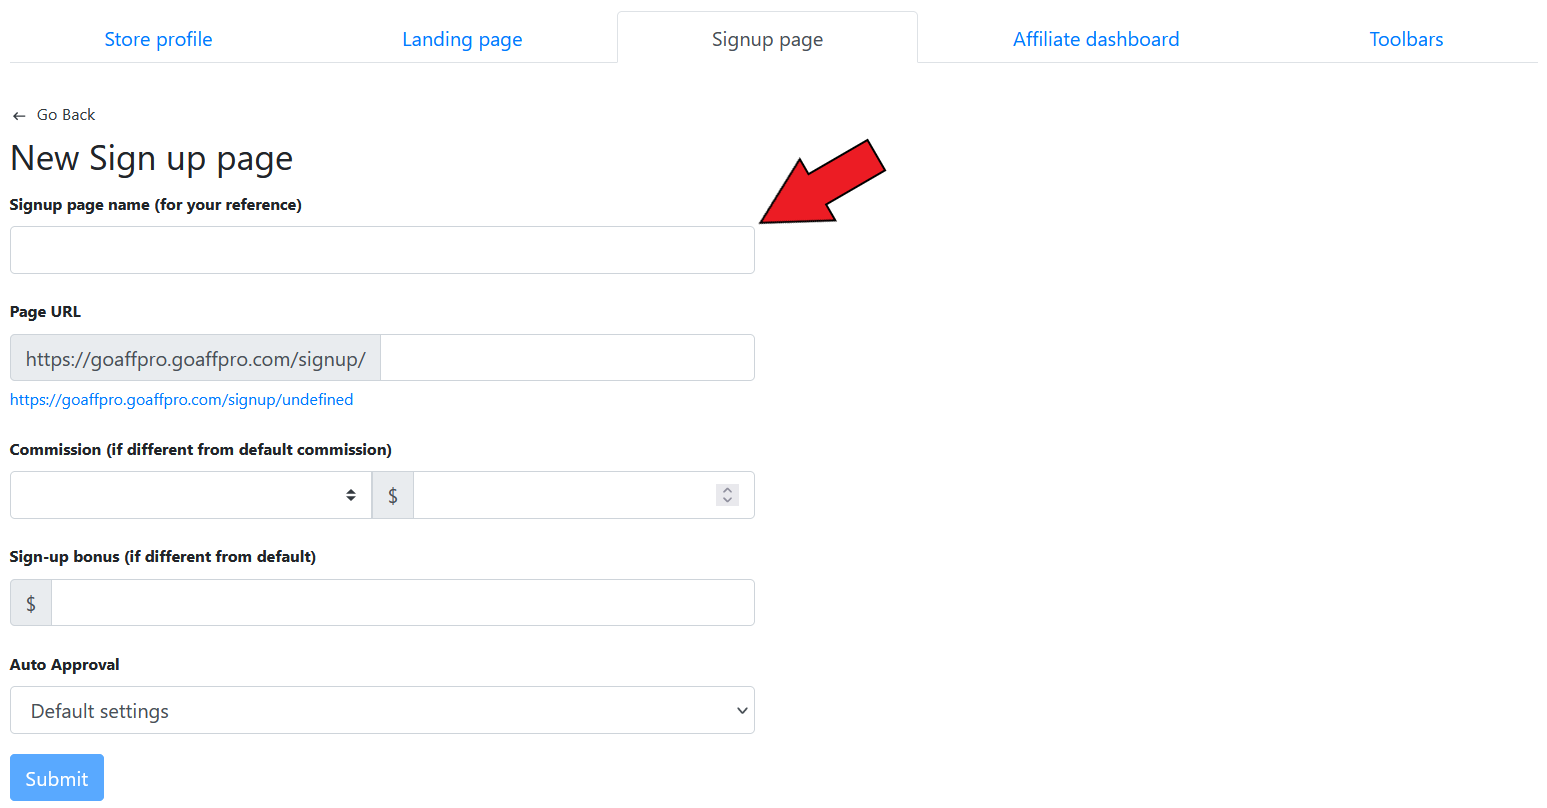 Store profile Landing page Signup page Affiliate dashboard Toolbars
← Go Back
New Sign up page
Signup page name (for your reference)
Page URL
https://goaffpro.goaffpro.com/signup/
https://goaffpro.goaffpro.com/signup/undefined
Commission (if different from default commission)
$
Sign-up bonus (if different from default)
$
Auto Approval
Default settings
Submit